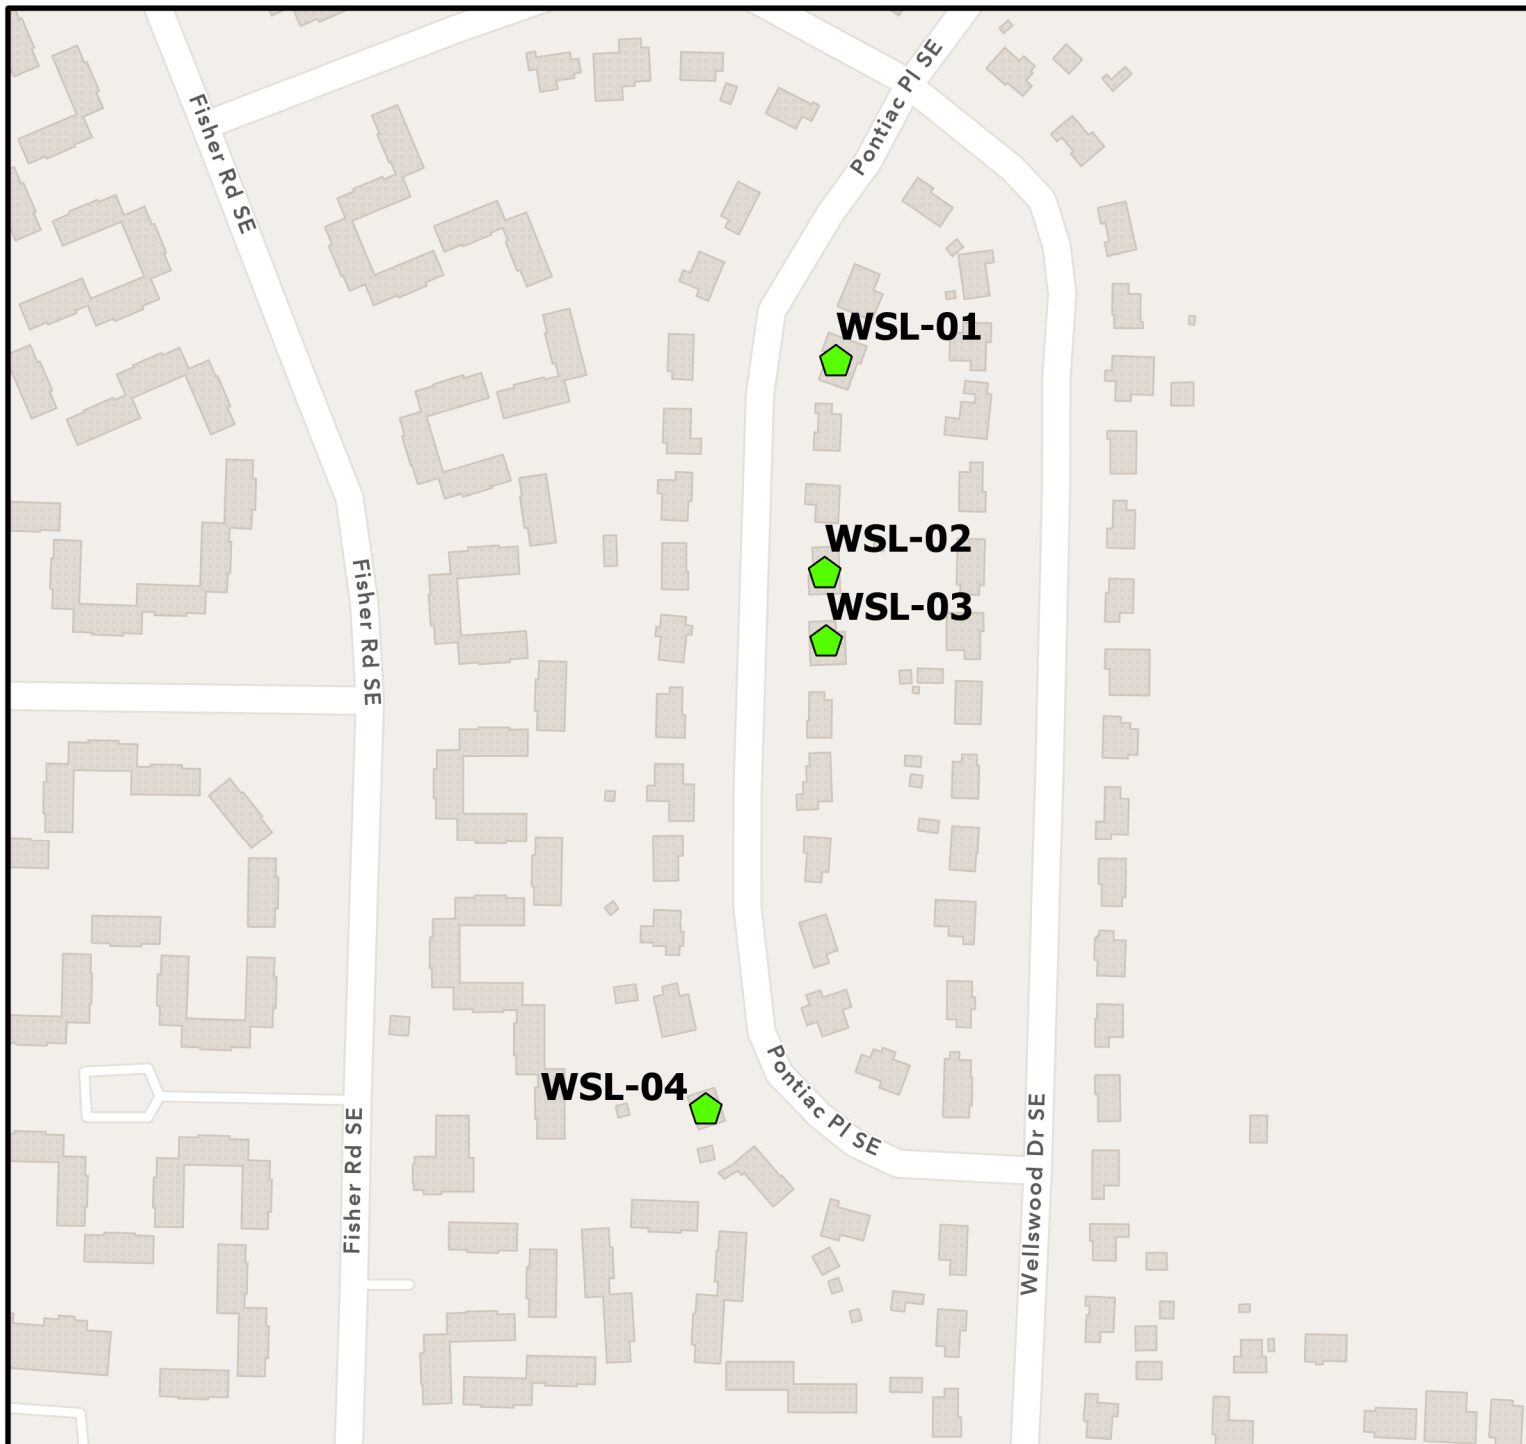 Pontiac Pl SE
Fisher Rd SE
WSL-01
WSL-02
Fisher Rd SE
WSL-03
WSL-04
Pontiac Pl SE
Fisher Rd SE
Wellswood Dr SE